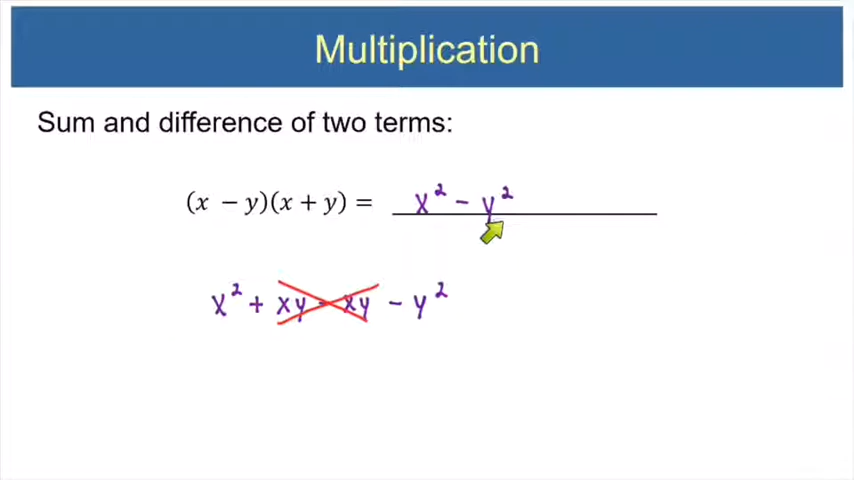 Multiplication
Sum and difference of two terms:
(x − y)(x + y) = x² − y²
x² + xy − xy − y²